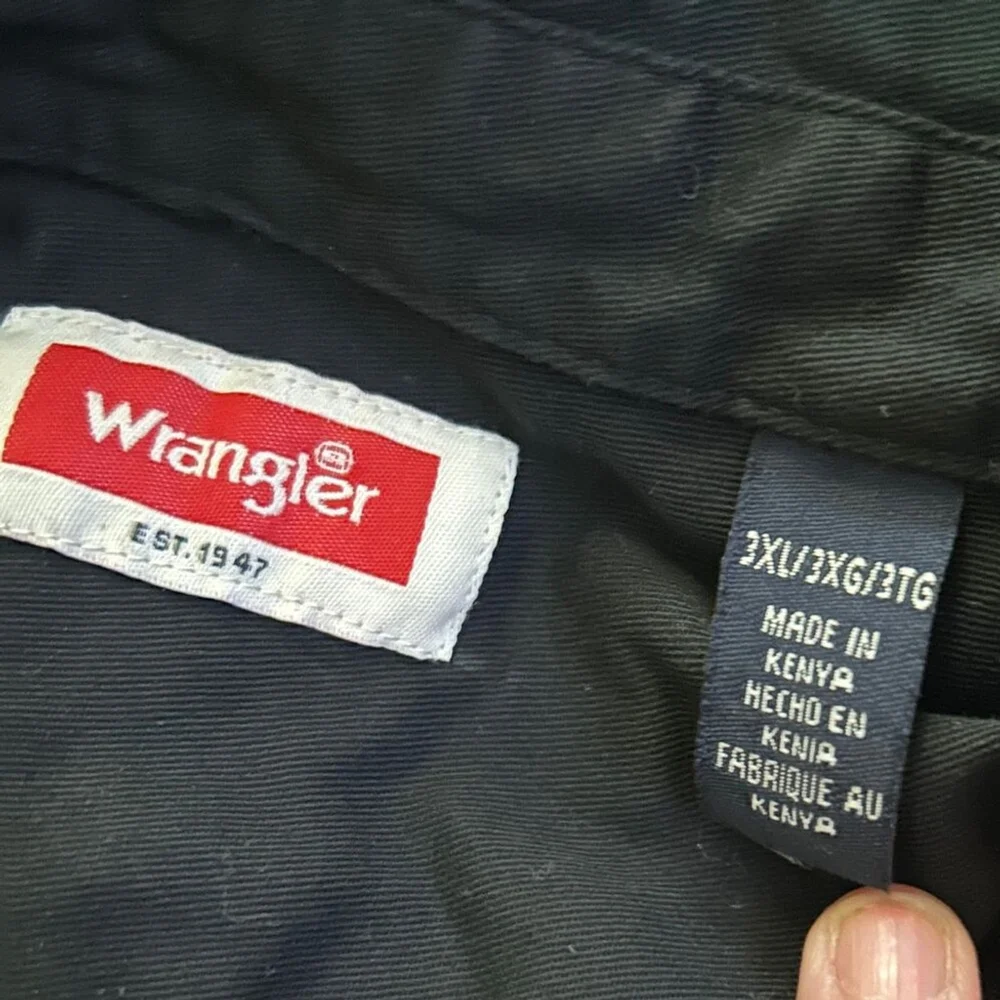 Wrangler
EST. 1947
3XL/3XG/3TG
MADE IN
KENYA
HECHO EN
KENIA
FABRIQUE AU
KENYA